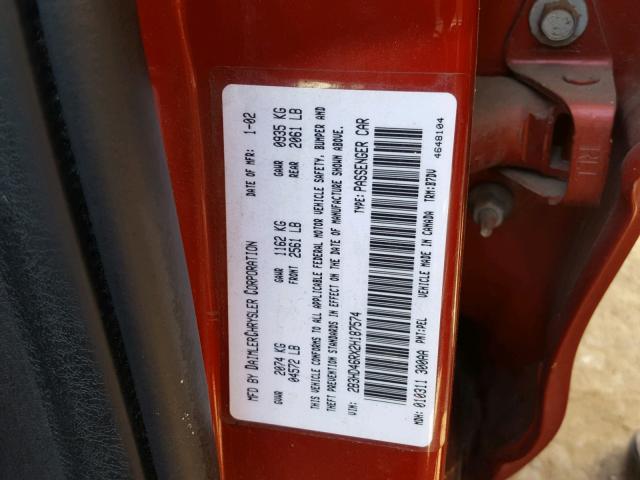 MFD BY DAIMLERCHRYSLER CORPORATION DATE OF MFR: 1-02
GVWR 2074 KG GAWR 1162 KG GAWR 0935 KG
04572 LB FRONT 2561 LB REAR 2061 LB
THIS VEHICLE CONFORMS TO ALL APPLICABLE FEDERAL MOTOR VEHICLE SAFETY, BUMPER AND
THEFT PREVENTION STANDARDS IN EFFECT ON THE DATE OF MANUFACTURE SHOWN ABOVE.
VIN: 2B3HD46RX2H187574 TYPE: PASSENGER CAR
MDH: 010311 300AA PNT: PEL VEHICLE MADE IN CANADA TRM: B7DV
4648104
TRL